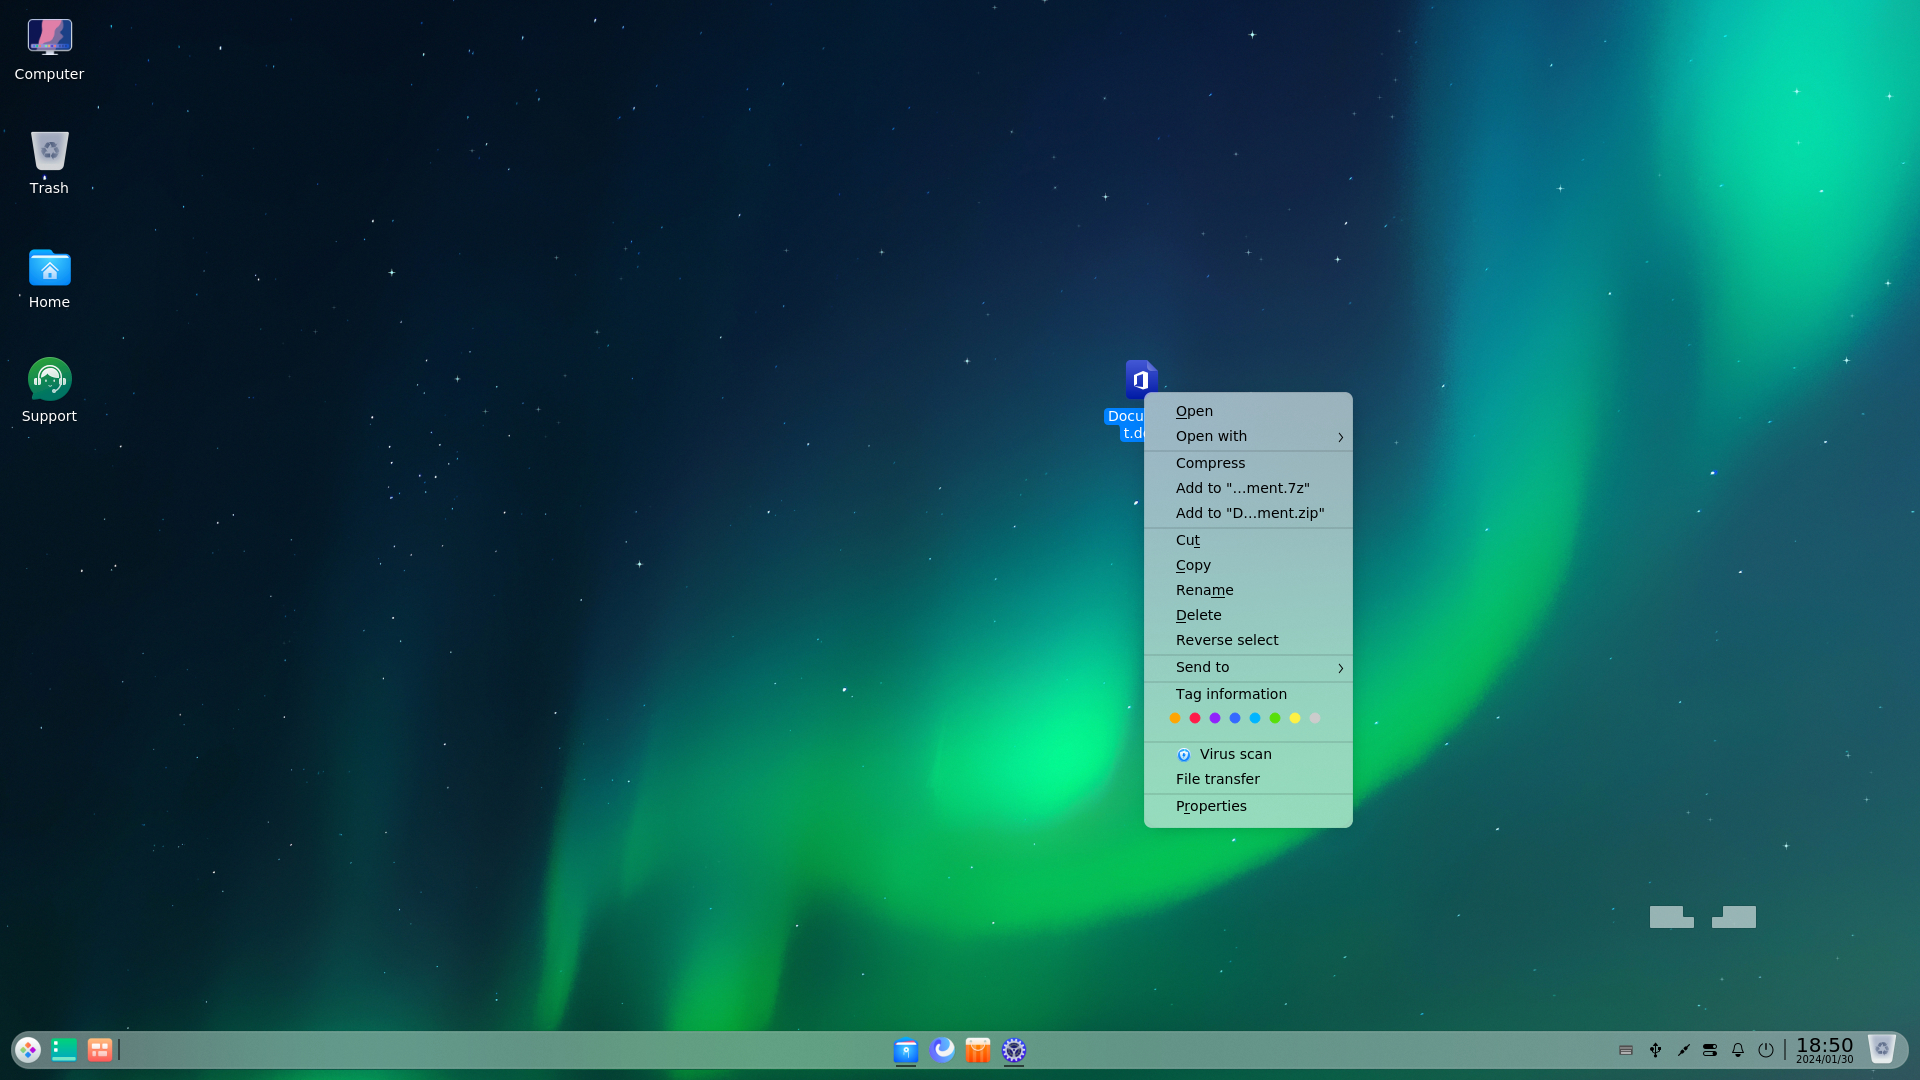 Computer
Trash
Home
Support
Docu
t.d
Open
Open with
Compress
Add to "...ment.7z"
Add to "D...ment.zip"
Cut
Copy
Rename
Delete
Reverse select
Send to
Tag information
Virus scan
File transfer
Properties
18:50
2024/01/30